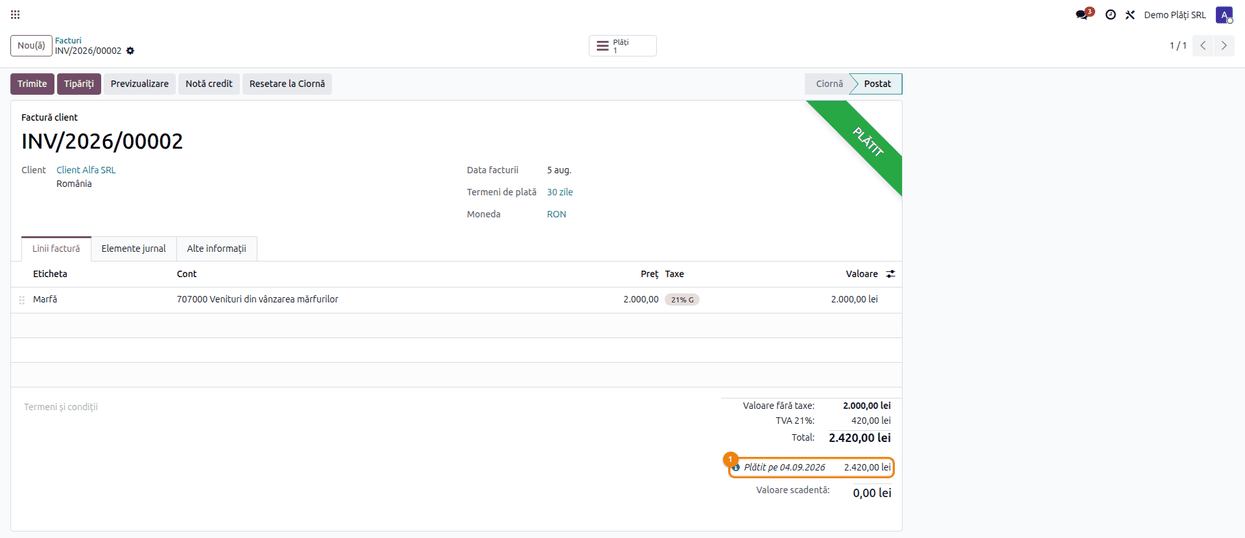 3
Demo Plăți SRL
A
Nou(ă)
Facturi
INV/2026/00002
Plăți
1
1 / 1
Trimite
Tipăriți
Previzualizare
Notă credit
Resetare la Ciornă
Ciornă
Postat
PLĂTIT
Factură client
INV/2026/00002
Client
Client Alfa SRL
România
Data facturii
5 aug.
Termeni de plată
30 zile
Moneda
RON
Linii factură
Elemente jurnal
Alte informații
Eticheta
Cont
Preț
Taxe
Valoare
Marfă
707000 Venituri din vânzarea mărfurilor
2.000,00
21% G
2.000,00 lei
Termeni și condiții
Valoare fără taxe:
2.000,00 lei
TVA 21%:
420,00 lei
Total:
2.420,00 lei
1
Plătit pe 04.09.2026
2.420,00 lei
Valoare scadentă:
0,00 lei